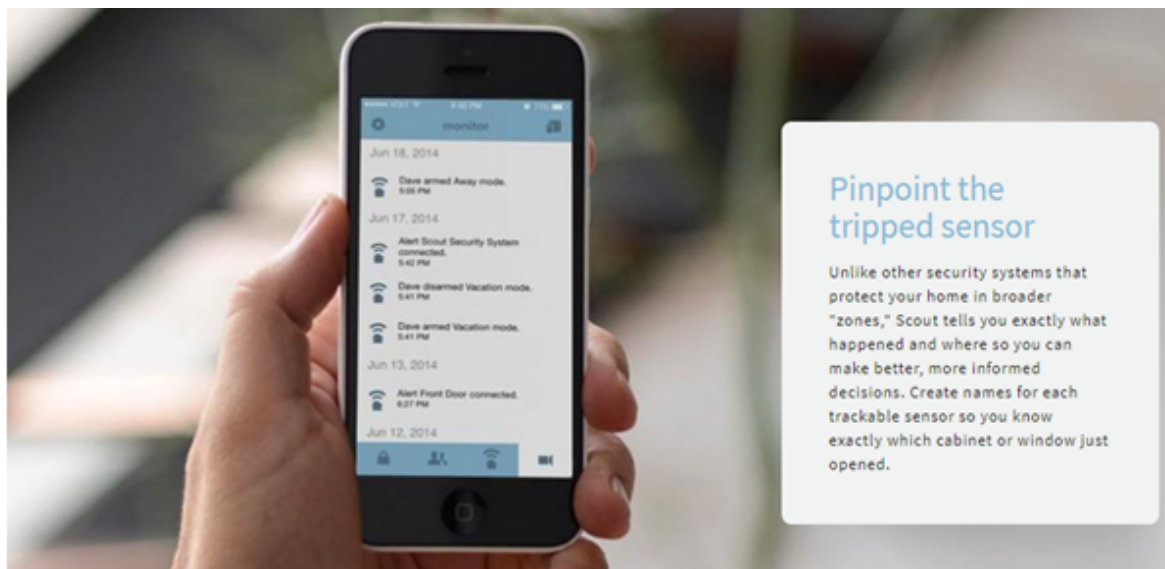 AT&T
5:05 PM
77%
monitor
Jun 18, 2014
Dave armed Away mode.
5:05 PM
Jun 17, 2014
Alert Scout Security System
connected.
5:42 PM
Dave disarmed Vacation mode.
5:41 PM
Dave armed Vacation mode.
5:41 PM
Jun 13, 2014
Alert Front Door connected.
6:27 PM
Jun 12, 2014
Pinpoint the
tripped sensor
Unlike other security systems that
protect your home in broader
"zones," Scout tells you exactly what
happened and where so you can
make better, more informed
decisions. Create names for each
trackable sensor so you know
exactly which cabinet or window just
opened.